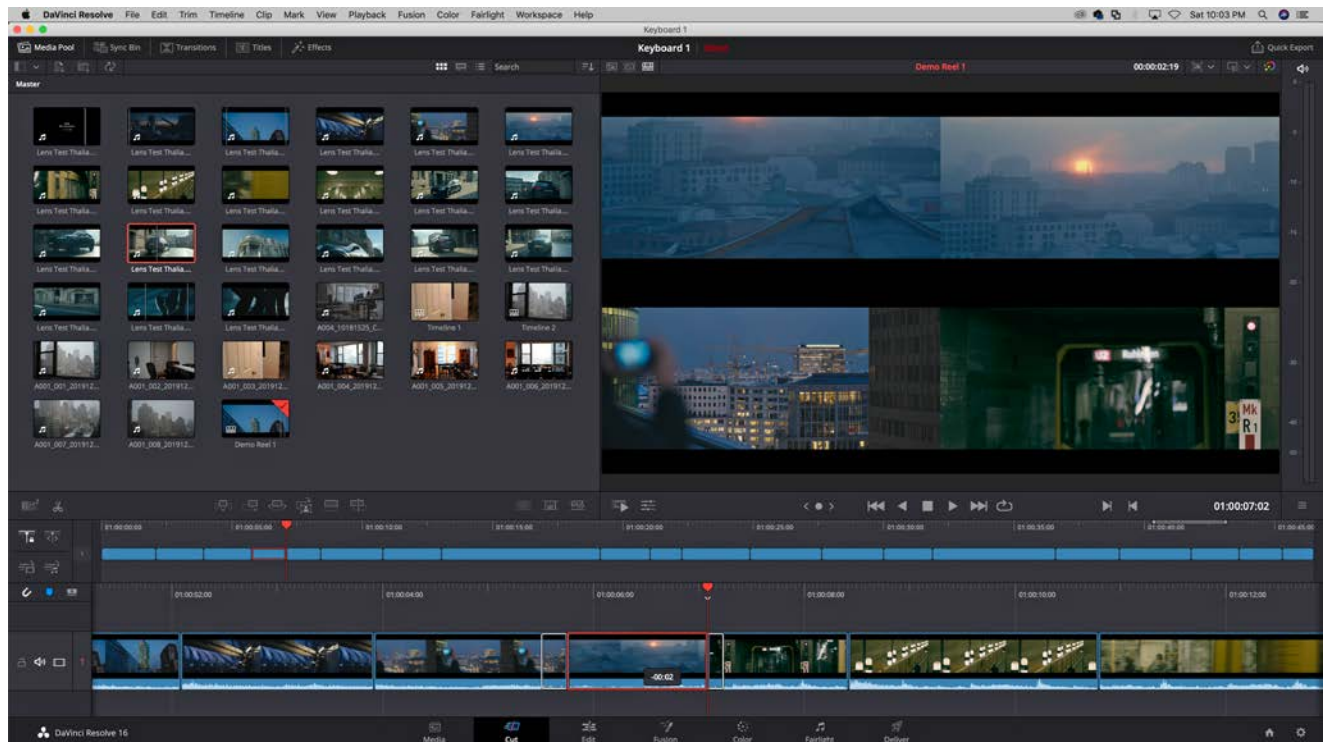 DaVinci Resolve File Edit Trim Timeline Clip Mark View Playback Fusion Color Fairlight Workspace Help Sat 10:03 PM
Keyboard 1
Media Pool Sync Bin Transitions Titles Effects Keyboard 1 Quick Export
Search Demo Reel 1 00:00:02:19
Master
Lens Test Thalia... Lens Test Thalia... Lens Test Thalia... Lens Test Thalia... Lens Test Thalia... Lens Test Thalia...
Lens Test Thalia... Lens Test Thalia... Lens Test Thalia... Lens Test Thalia... Lens Test Thalia... Lens Test Thalia...
Lens Test Thalia... Lens Test Thalia... Lens Test Thalia... Lens Test Thalia... Lens Test Thalia... Lens Test Thalia...
Lens Test Thalia... Lens Test Thalia... Lens Test Thalia... A004_10181525_C... Timeline 1 Timeline 2
U2
3 Mk
R1
A001_001_201912... A001_002_201912... A001_003_201912... A001_004_201912... A001_005_201912... A001_006_201912...
A001_007_201912... A001_008_201912... Demo Reel 1
01:00:07:02
01:00:00:00 01:00:05:00 01:00:10:00 01:00:15:00 01:00:20:00 01:00:25:00 01:00:30:00 01:00:35:00 01:00:40:00 01:00:45:00
1
01:00:02:00 01:00:04:00 01:00:06:00 01:00:08:00 01:00:10:00 01:00:12:00
1
-00:02
DaVinci Resolve 16 Media Cut Edit Fusion Color Fairlight Deliver